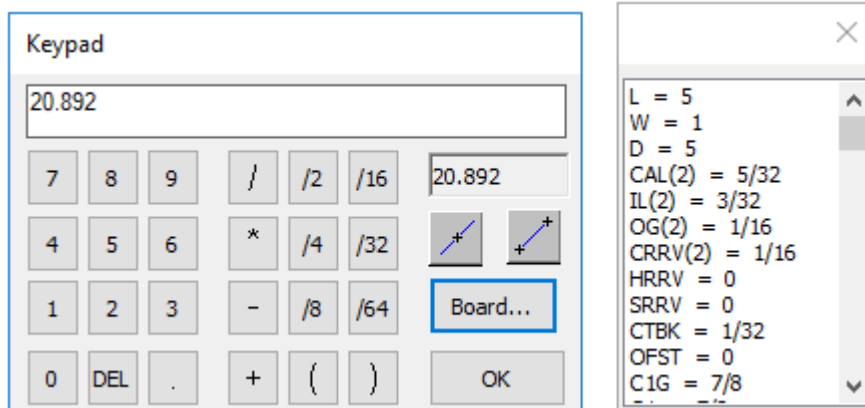 Keypad
20.892
7 8 9 / /2 /16 20.892
4 5 6 * /4 /32
1 2 3 - /8 /64 Board...
0 DEL . + ( ) OK
L = 5
W = 1
D = 5
CAL(2) = 5/32
IL(2) = 3/32
OG(2) = 1/16
CRRV(2) = 1/16
HRRV = 0
SRRV = 0
CTBK = 1/32
OFST = 0
C1G = 7/8